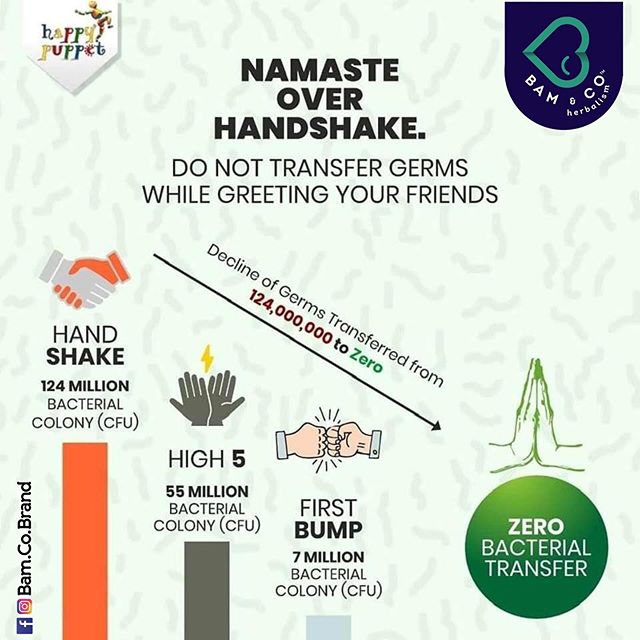 happy
puppet
BAM & CO™
herbalism
NAMASTE
OVER
HANDSHAKE.
DO NOT TRANSFER GERMS
WHILE GREETING YOUR FRIENDS
Decline of Germs Transferred from
124,000,000 to Zero
HAND
SHAKE
124 MILLION
BACTERIAL
COLONY (CFU)
HIGH 5
55 MILLION
BACTERIAL
COLONY (CFU)
FIRST
BUMP
7 MILLION
BACTERIAL
COLONY (CFU)
ZERO
BACTERIAL
TRANSFER
Bam.Co.Brand